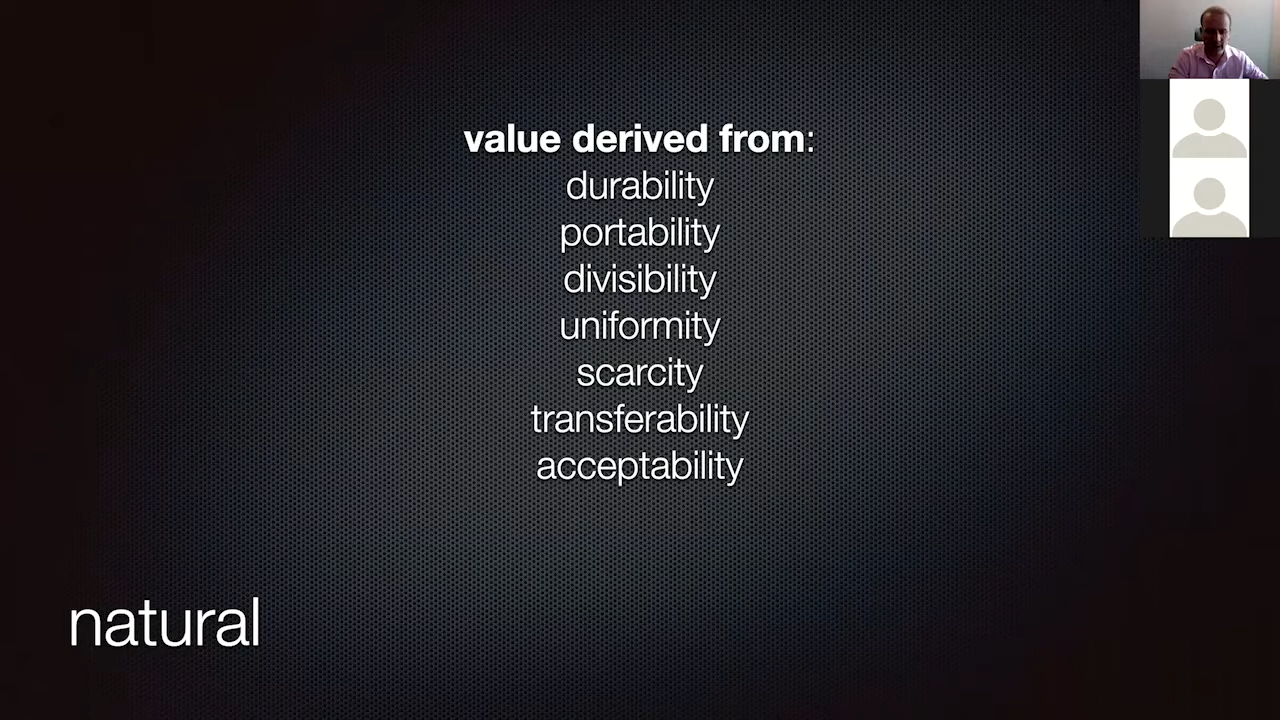 value derived from:
durability
portability
divisibility
uniformity
scarcity
transferability
acceptability
natural